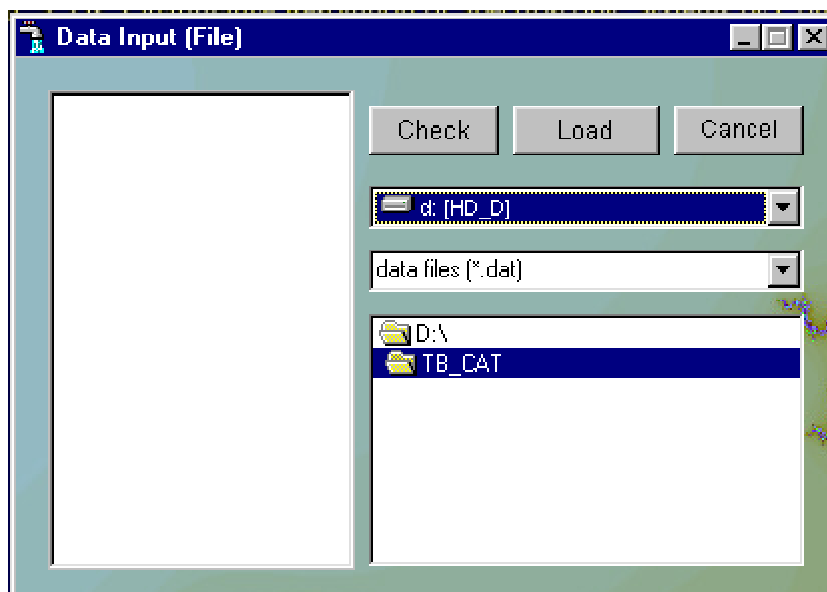 Data Input (File)
Check
Load
Cancel
d: [HD_D]
data files (*.dat)
D:\
TB_CAT